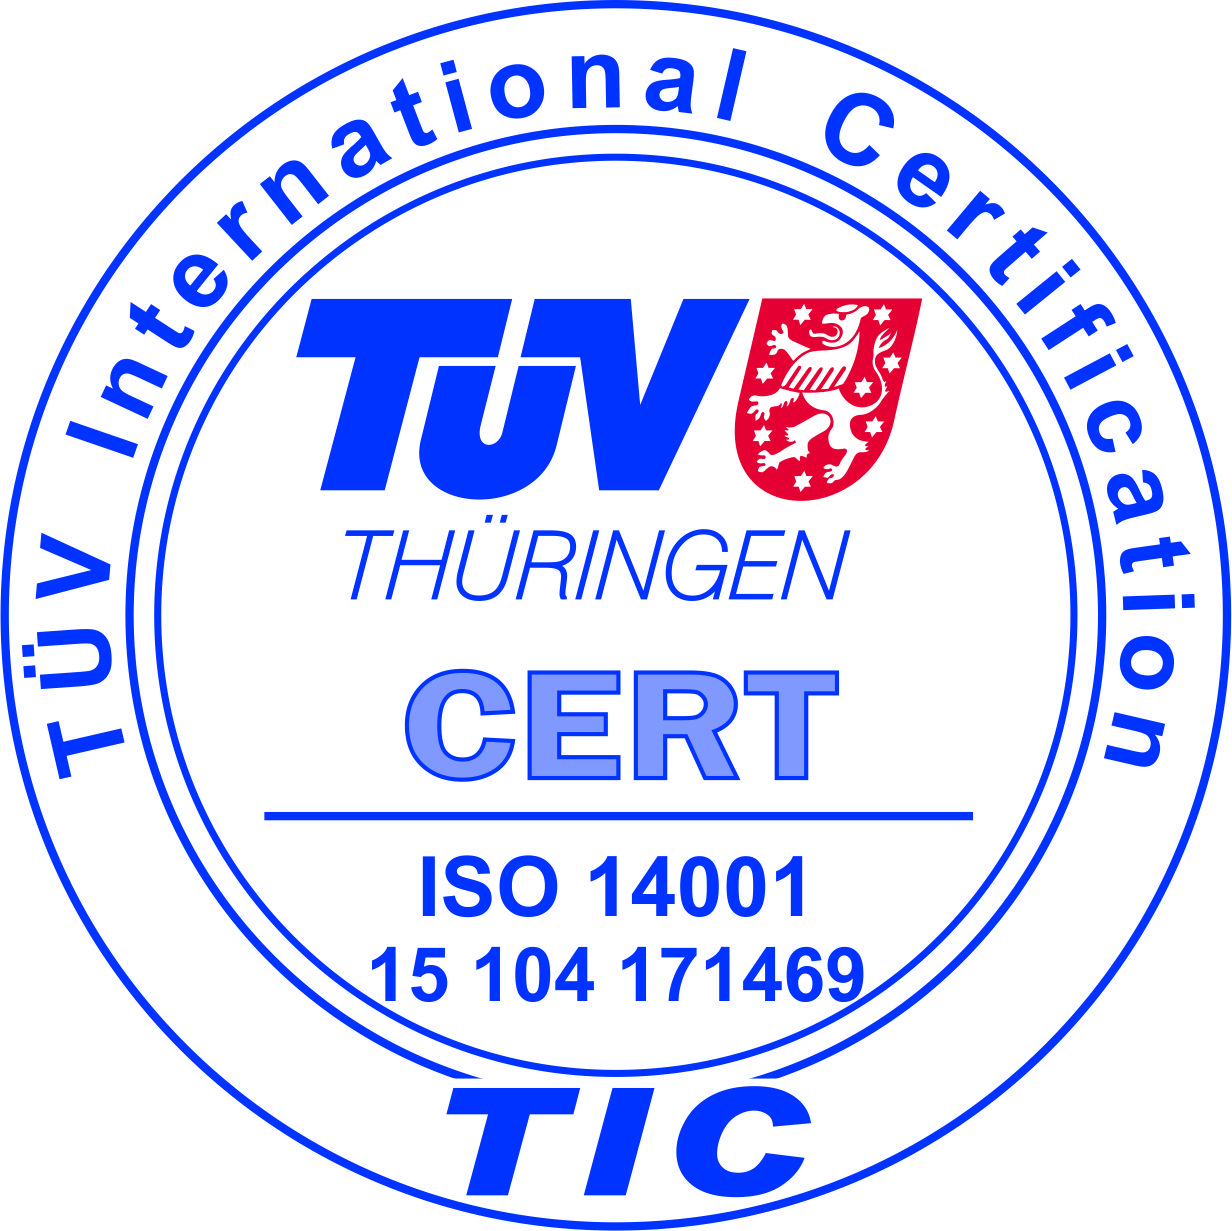 TÜV International Certification
TÜV
THÜRINGEN
CERT
ISO 14001
15 104 171469
TIC